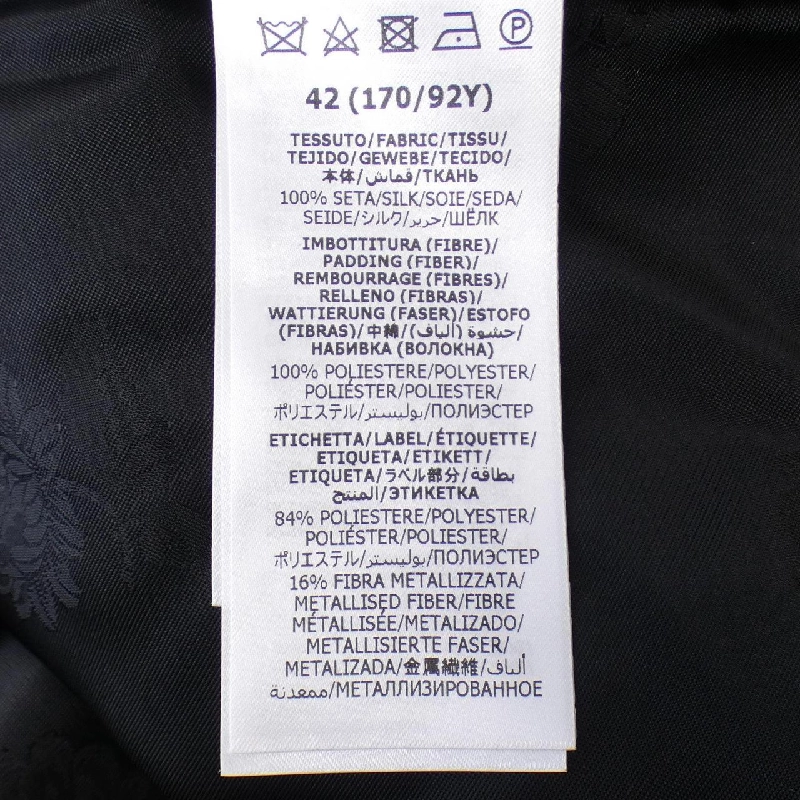 P
42 (170/92Y)
TESSUTO/FABRIC/TISSU/
TEJIDO/GEWEBE/TECIDO/
本体/قماش/ТКАНЬ
100% SETA/SILK/SOIE/SEDA/
SEIDE/シルク/حرير/ШЁЛК
IMBOTTITURA (FIBRE)/
PADDING (FIBER)/
REMBOURRAGE (FIBRES)/
RELLENO (FIBRAS)/
WATTIERUNG (FASER)/ESTOFO
(FIBRAS)/中綿/حشوة (ألياف)/
НАБИВКА (ВОЛОКНА)
100% POLIESTERE/POLYESTER/
POLIÉSTER/POLIESTER/
ポリエステル/بوليستر/ПОЛИЭСТЕР
ETICHETTA/LABEL/ÉTIQUETTE/
ETIQUETA/ETIKETT/
ETIQUETA/ラベル部分/بطاقة
المنتج/ЭТИКЕТКА
84% POLIESTERE/POLYESTER/
POLIÉSTER/POLIESTER/
ポリエステル/بوليستر/ПОЛИЭСТЕР
16% FIBRA METALLIZZATA/
METALLISED FIBER/FIBRE
MÉTALLISÉE/METALIZADO/
METALLISIERTE FASER/
METALIZADA/金属繊維/ألياف
ممعدنة/МЕТАЛЛИЗИРОВАННОЕ